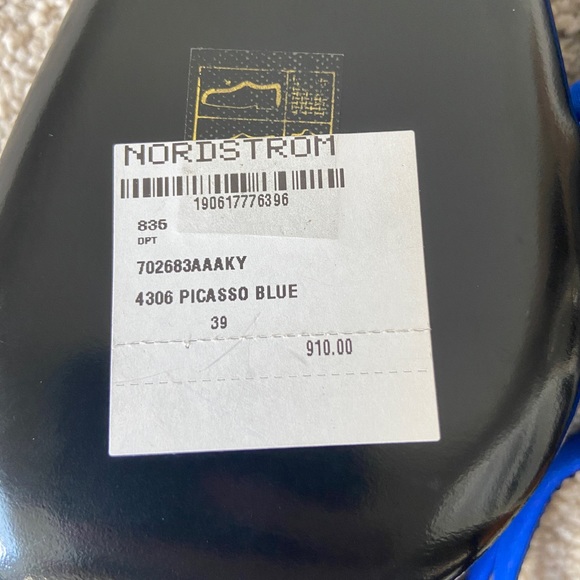 NORDSTROM
190617776396
835
DPT
702683AAAKY
4306 PICASSO BLUE
39
910.00